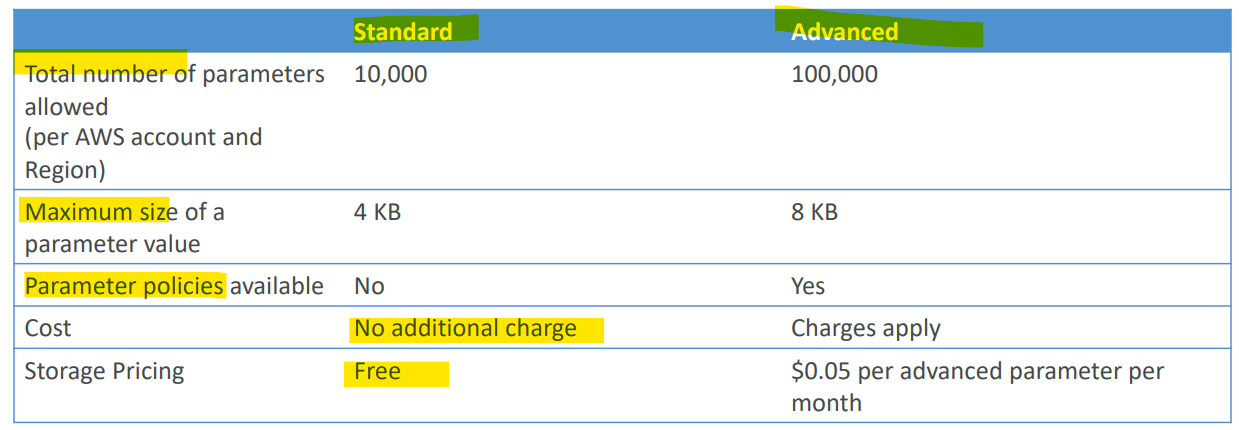 Standard Advanced
Total number of parameters 10,000 100,000
allowed
(per AWS account and
Region)
Maximum size of a 4 KB 8 KB
parameter value
Parameter policies available No Yes
Cost No additional charge Charges apply
Storage Pricing Free $0.05 per advanced parameter per
month